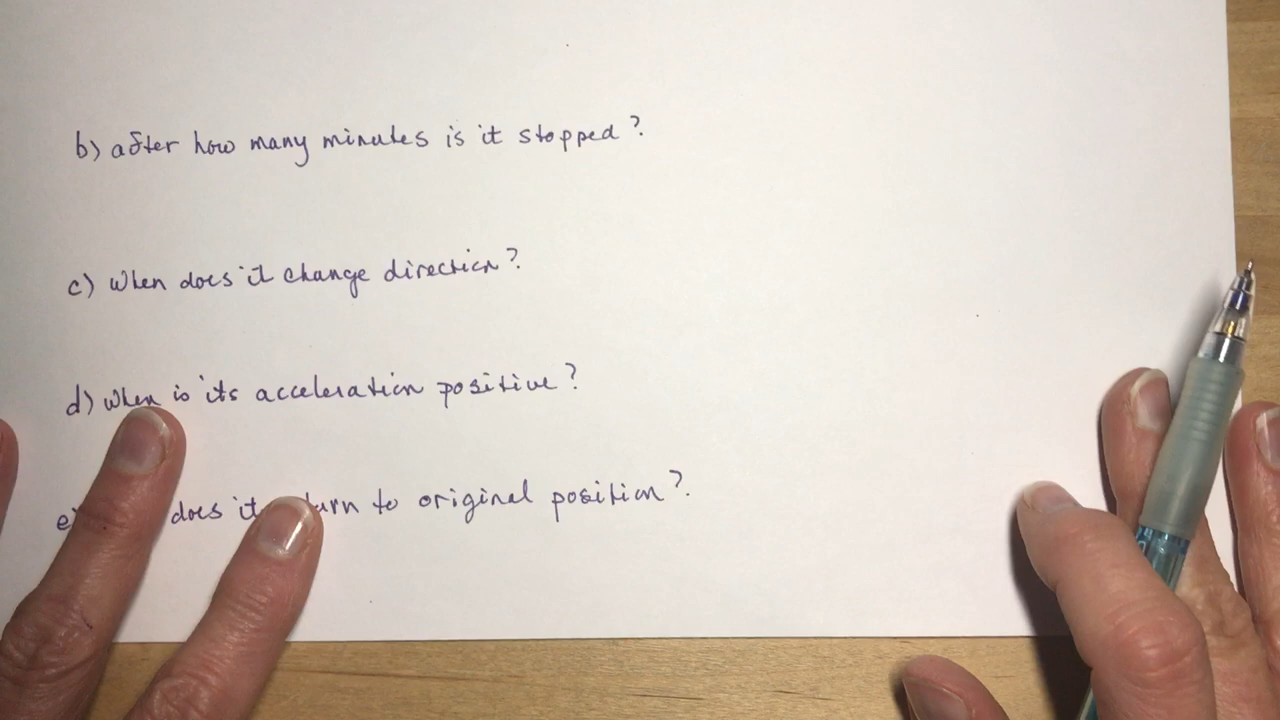 b) after how many minutes is it stopped?
c) When does it change direction?
d) When is its acceleration positive?
e) does it to original position?